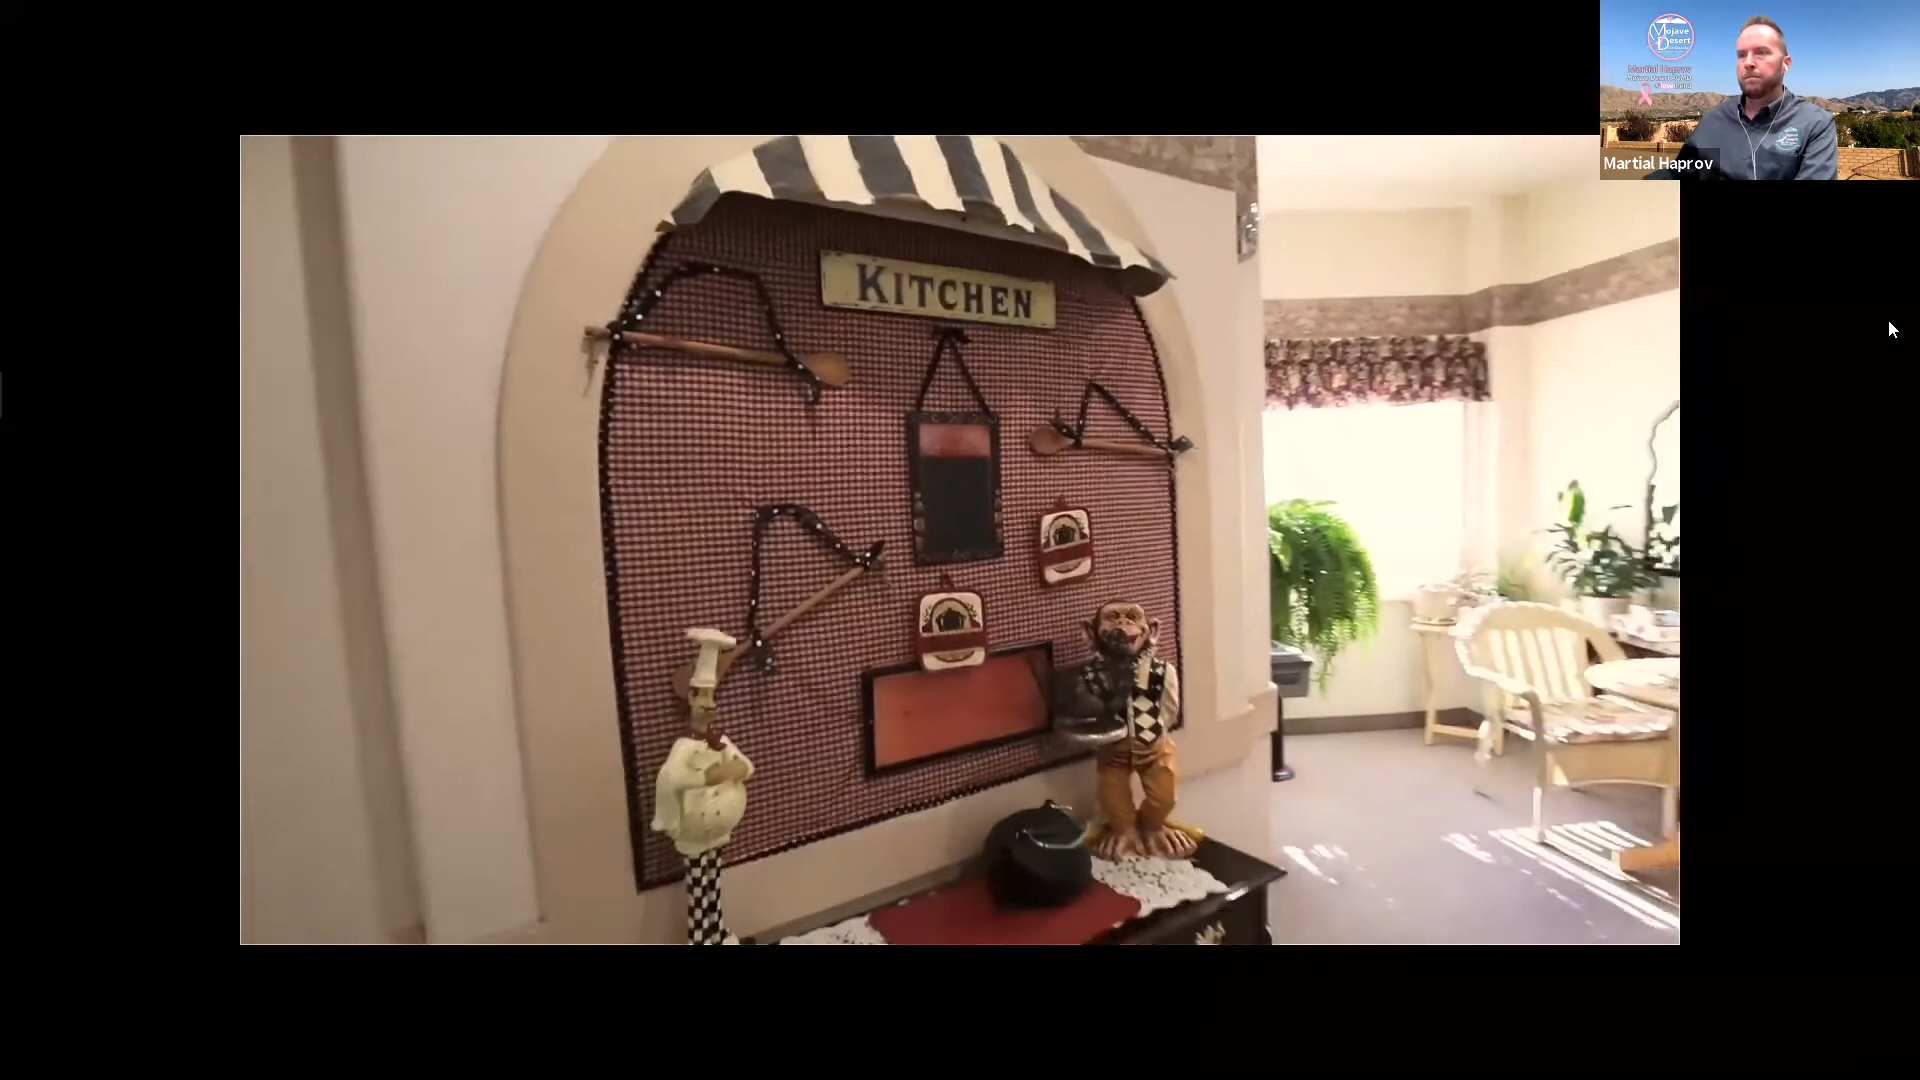 Mojave
Desert
Martial Haprov
KITCHEN
Martial Haprov